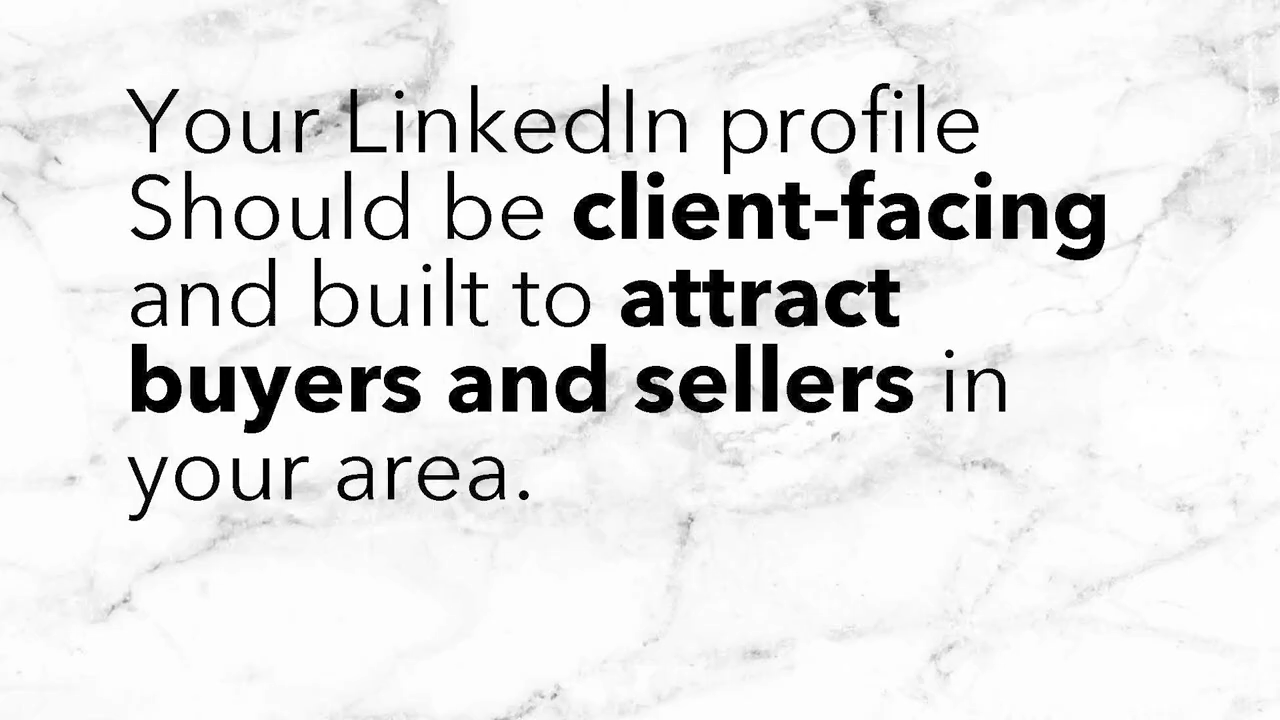 Your LinkedIn profile
Should be client-facing
and built to attract
buyers and sellers in
your area.